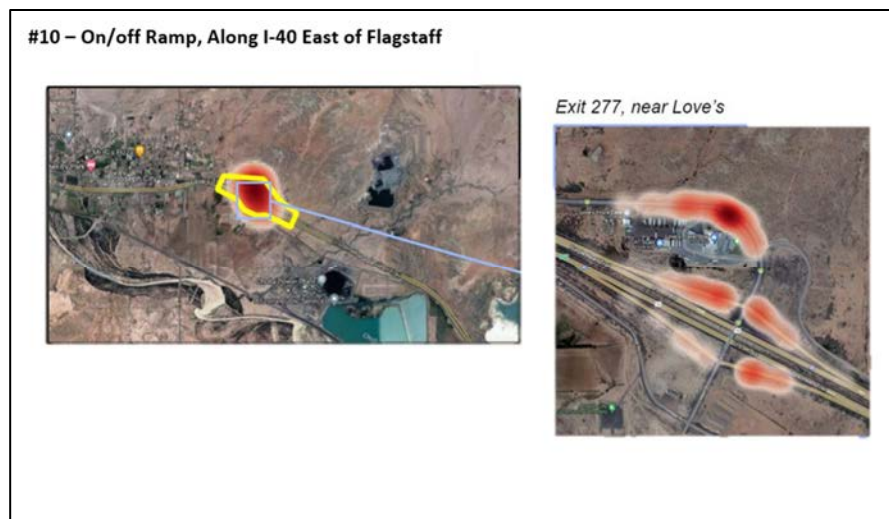 #10 – On/off Ramp, Along I-40 East of Flagstaff
Exit 277, near Love's